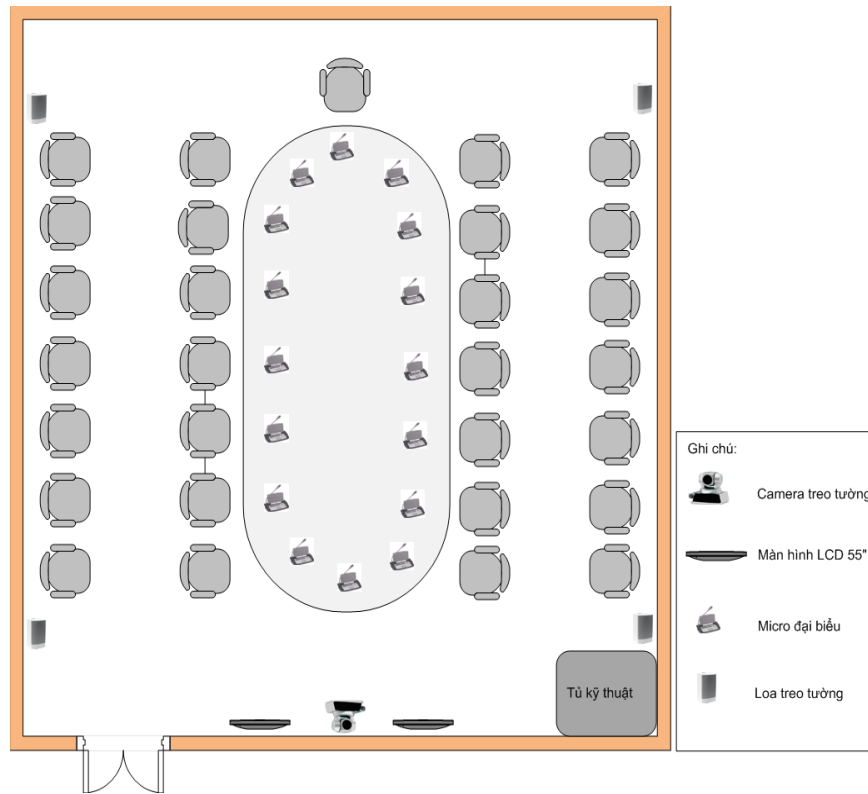 Ghi chú:
Camera treo tường
Màn hình LCD 55"
Micro đại biểu
Loa treo tường
Tủ kỹ thuật